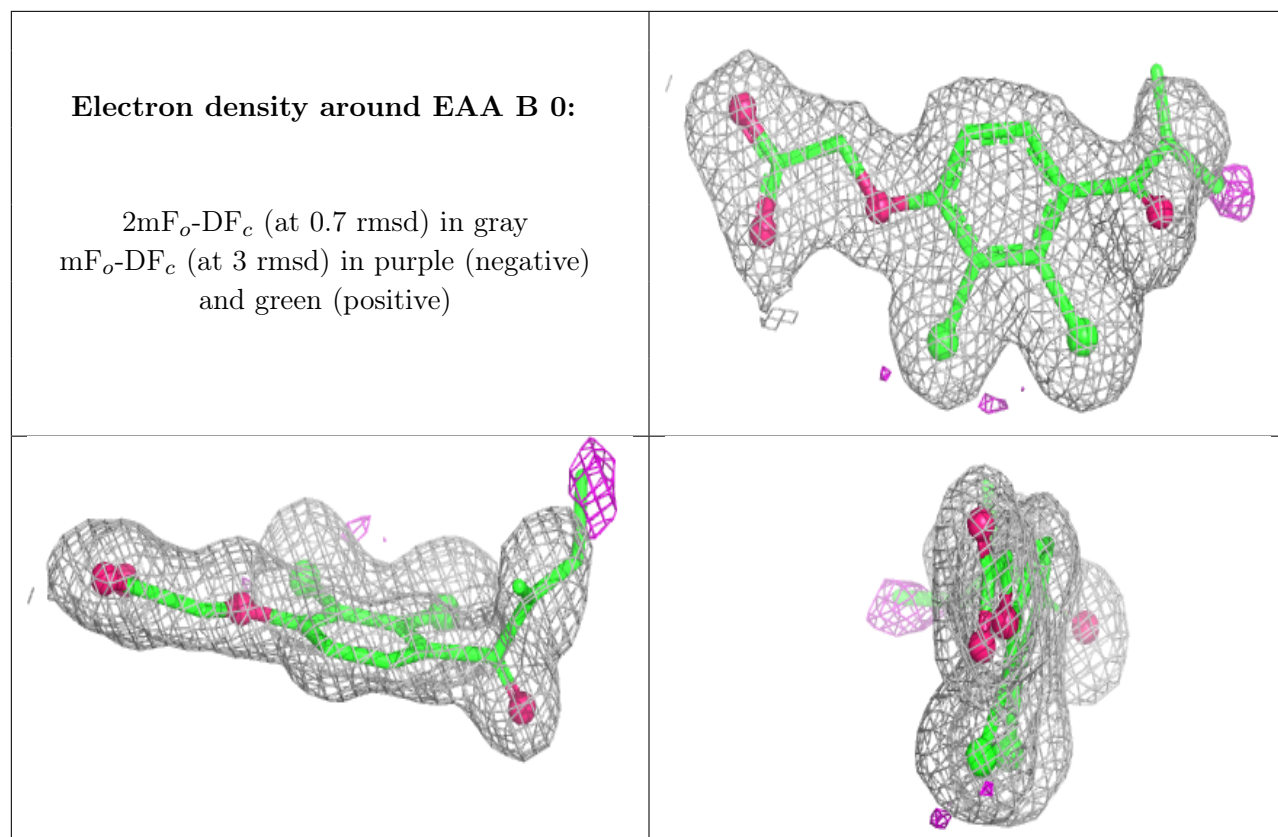 Electron density around EAA B 0:
2mFo-DFc (at 0.7 rmsd) in gray
mFo-DFc (at 3 rmsd) in purple (negative)
and green (positive)